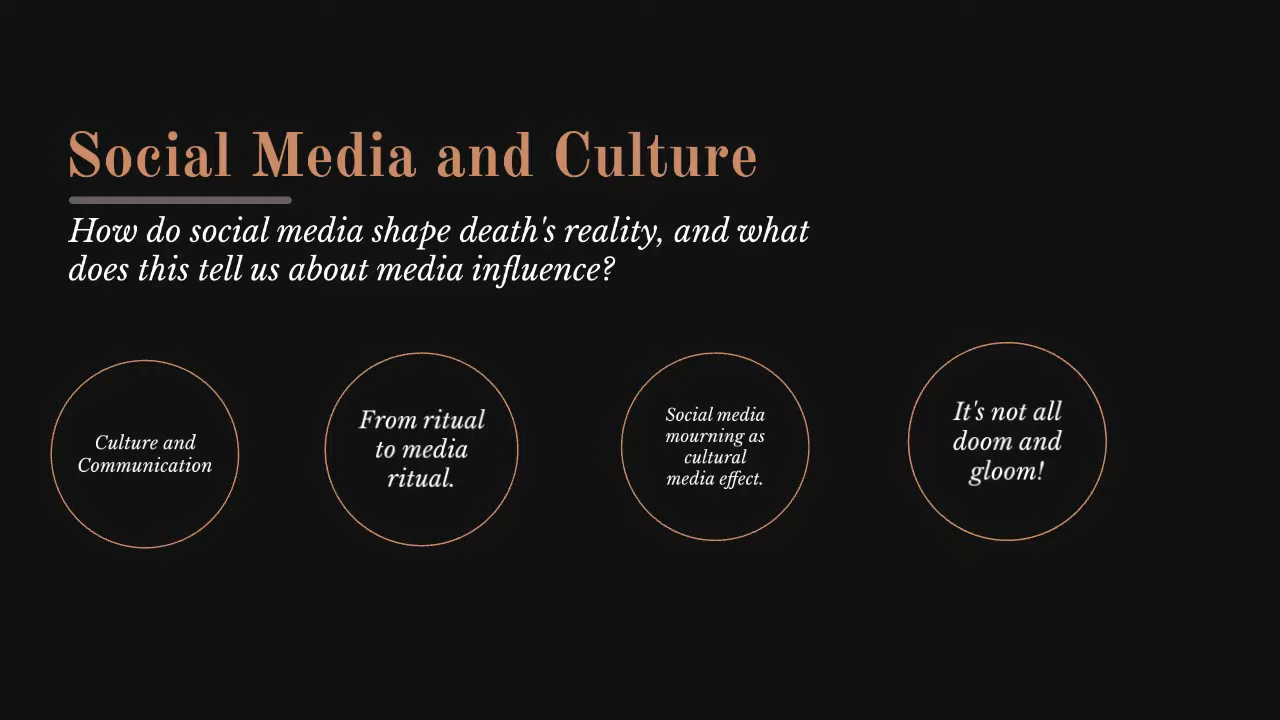 Social Media and Culture
How do social media shape death's reality, and what
does this tell us about media influence?
Culture and
Communication
From ritual
to media
ritual.
Social media
mourning as
cultural
media effect.
It's not all
doom and
gloom!